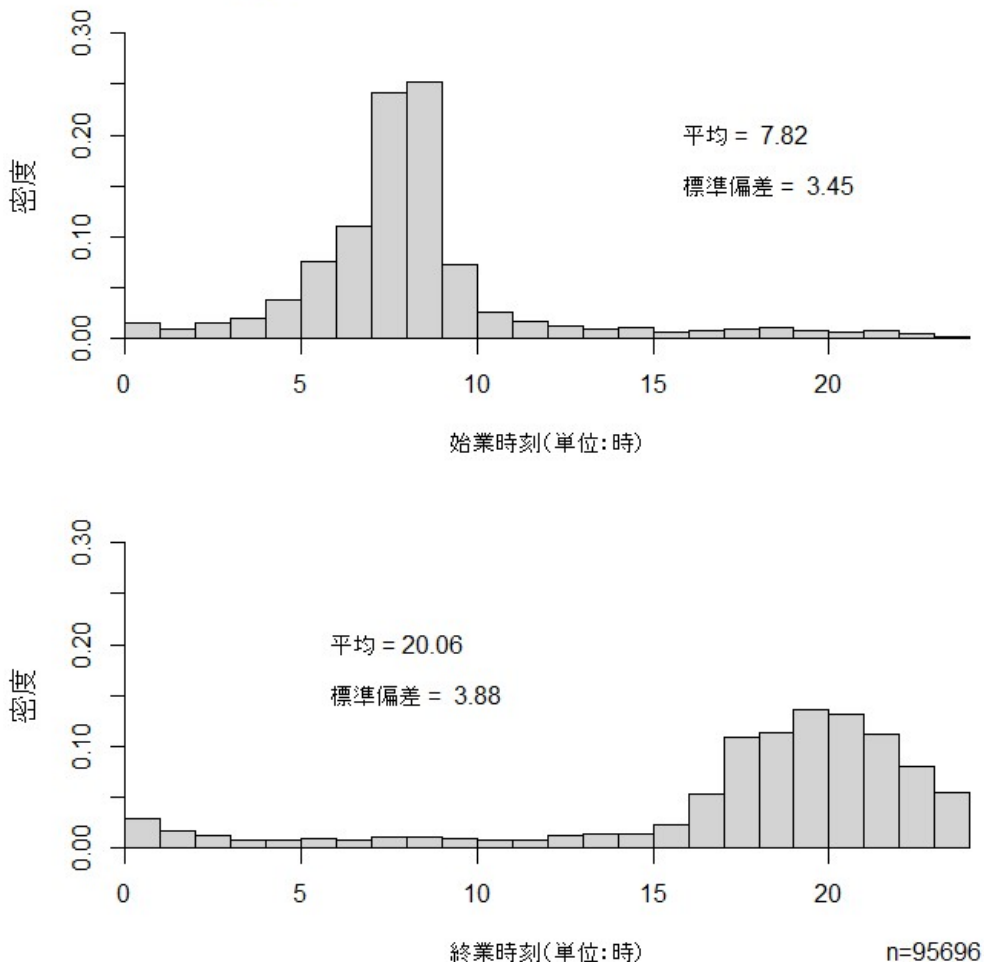 0.30
0.20
0.10
0.00
密度
平均 = 7.82
標準偏差 = 3.45
0 5 10 15 20
始業時刻(単位:時)
0.30
0.20
0.10
0.00
密度
平均 = 20.06
標準偏差 = 3.88
0 5 10 15 20
終業時刻(単位:時)
n=95696